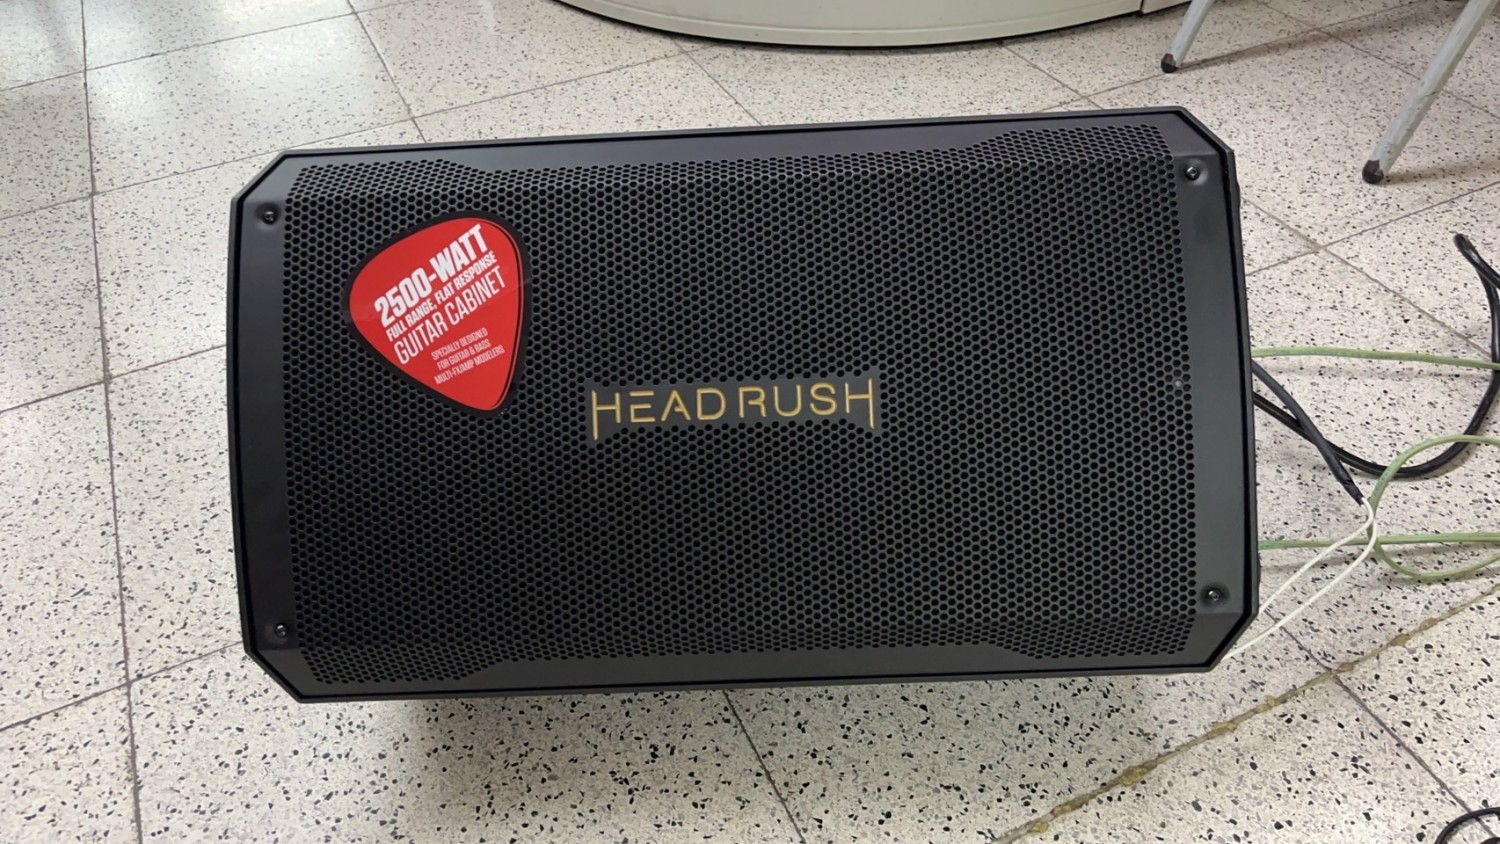 2500-WATT
FULL RANGE, FLAT RESPONSE
GUITAR CABINET
SPECIALLY DESIGNED
FOR GUITAR & BASS
MULTI-FX/AMP MODELERS
HEADRUSH